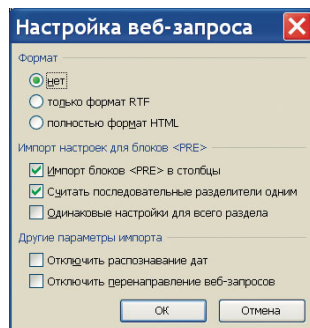 Настройка веб-запроса
Формат
нет
только формат RTF
полностью формат HTML
Импорт настроек для блоков <PRE>
Импорт блоков <PRE> в столбцы
Считать последовательные разделители одним
Одинаковые настройки для всего раздела
Другие параметры импорта
Отключить распознавание дат
Отключить перенаправление веб-запросов
ОК Отмена